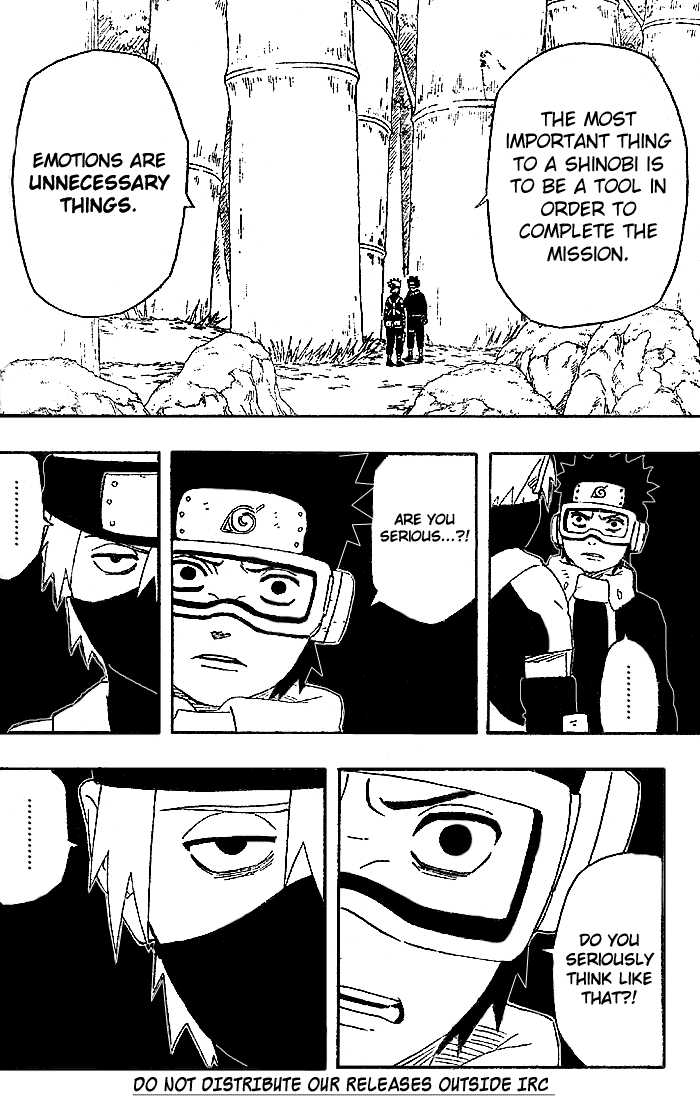 THE MOST
IMPORTANT THING
TO A SHINOBI IS
TO BE A TOOL IN
ORDER TO
COMPLETE THE
MISSION.
EMOTIONS ARE
UNNECESSARY
THINGS.
.........
ARE YOU
SERIOUS...?!
.........
DO YOU
SERIOUSLY
THINK LIKE
THAT?!
.........
DO NOT DISTRIBUTE OUR RELEASES OUTSIDE IRC